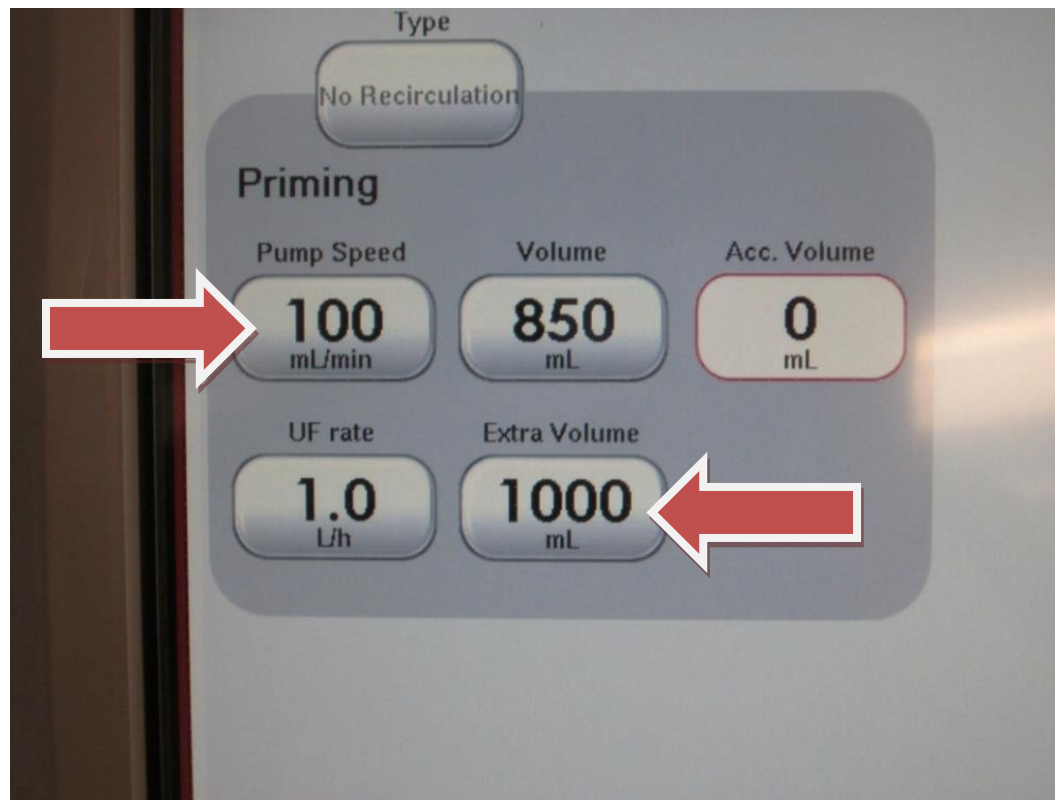 Type
No Recirculation
Priming
Pump Speed Volume Acc. Volume
100 850 0
mL/min mL mL
UF rate Extra Volume
1.0 1000
L/h mL